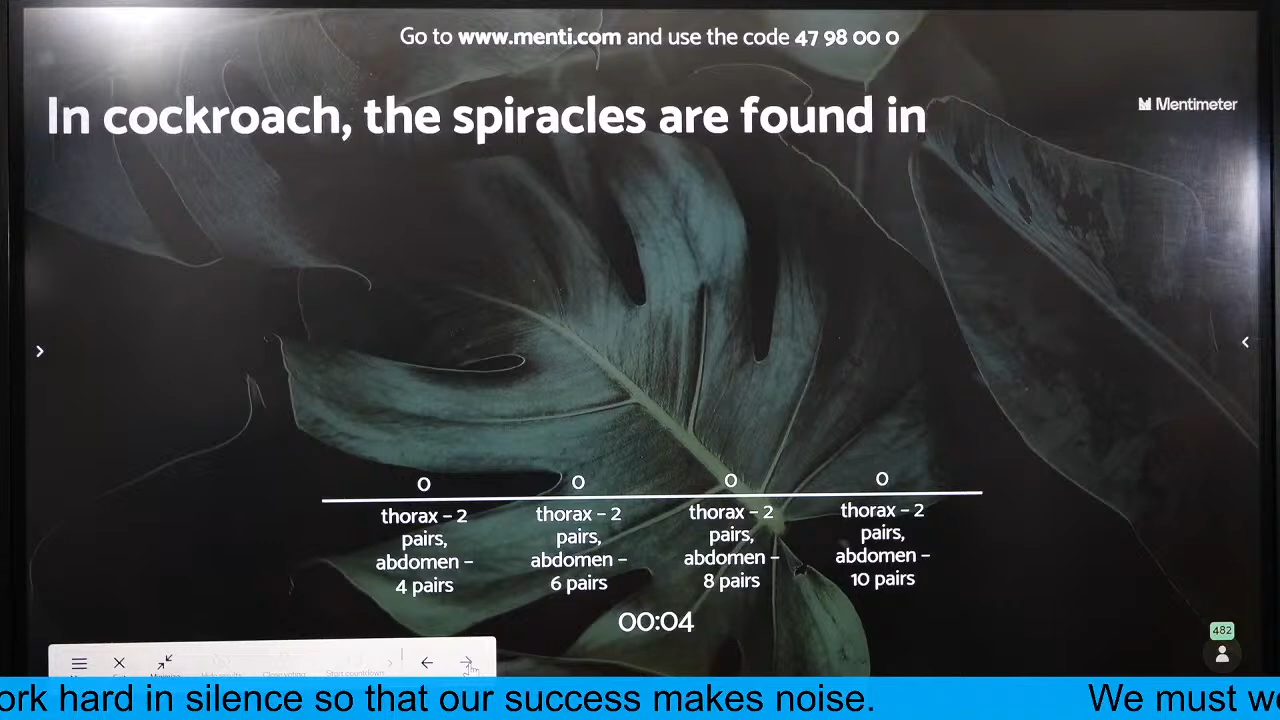 Go to www.menti.com and use the code 47 98 00 0
In cockroach, the spiracles are found in
Mentimeter
0 0 0 0
thorax – 2 pairs, abdomen – 4 pairs
thorax – 2 pairs, abdomen – 6 pairs
thorax – 2 pairs, abdomen – 8 pairs
thorax – 2 pairs, abdomen – 10 pairs
00:04
482
Start countdown
ork hard in silence so that our success makes noise. We must w